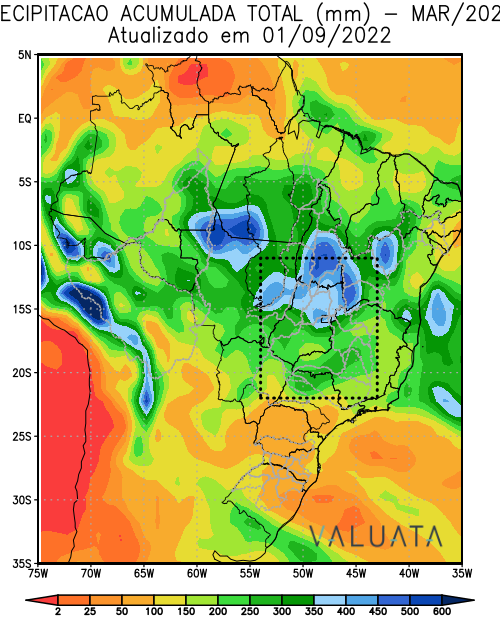 ECIPITACAO ACUMULADA TOTAL (mm) – MAR/202
Atualizado em 01/09/2022
5N
EQ
5S
10S
15S
20S
25S
30S
35S
VALUATA
75W 70W 65W 60W 55W 50W 45W 40W 35W
2 25 50 100 150 200 250 300 350 400 450 500 600